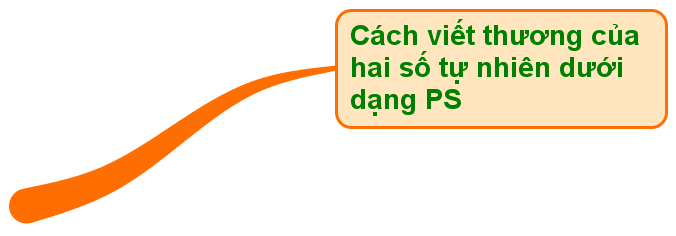 Cách viết thương của
hai số tự nhiên dưới
dạng PS